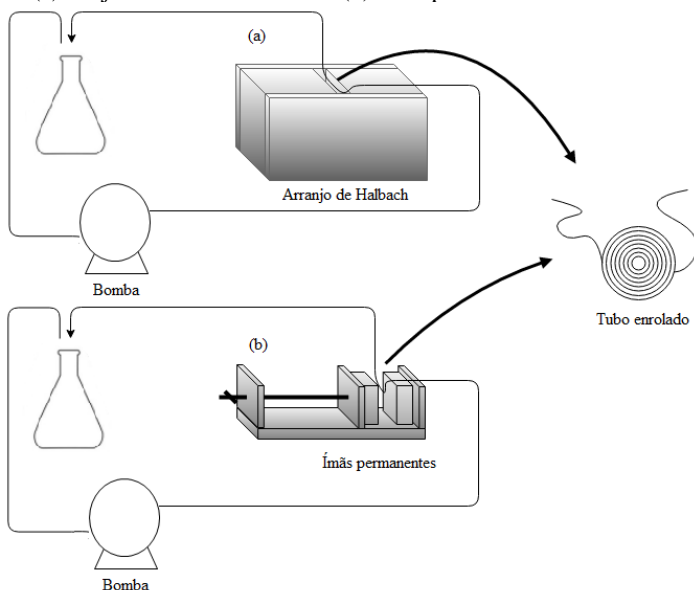 (a)
Arranjo de Halbach
Bomba
Tubo enrolado
(b)
Ímãs permanentes
Bomba